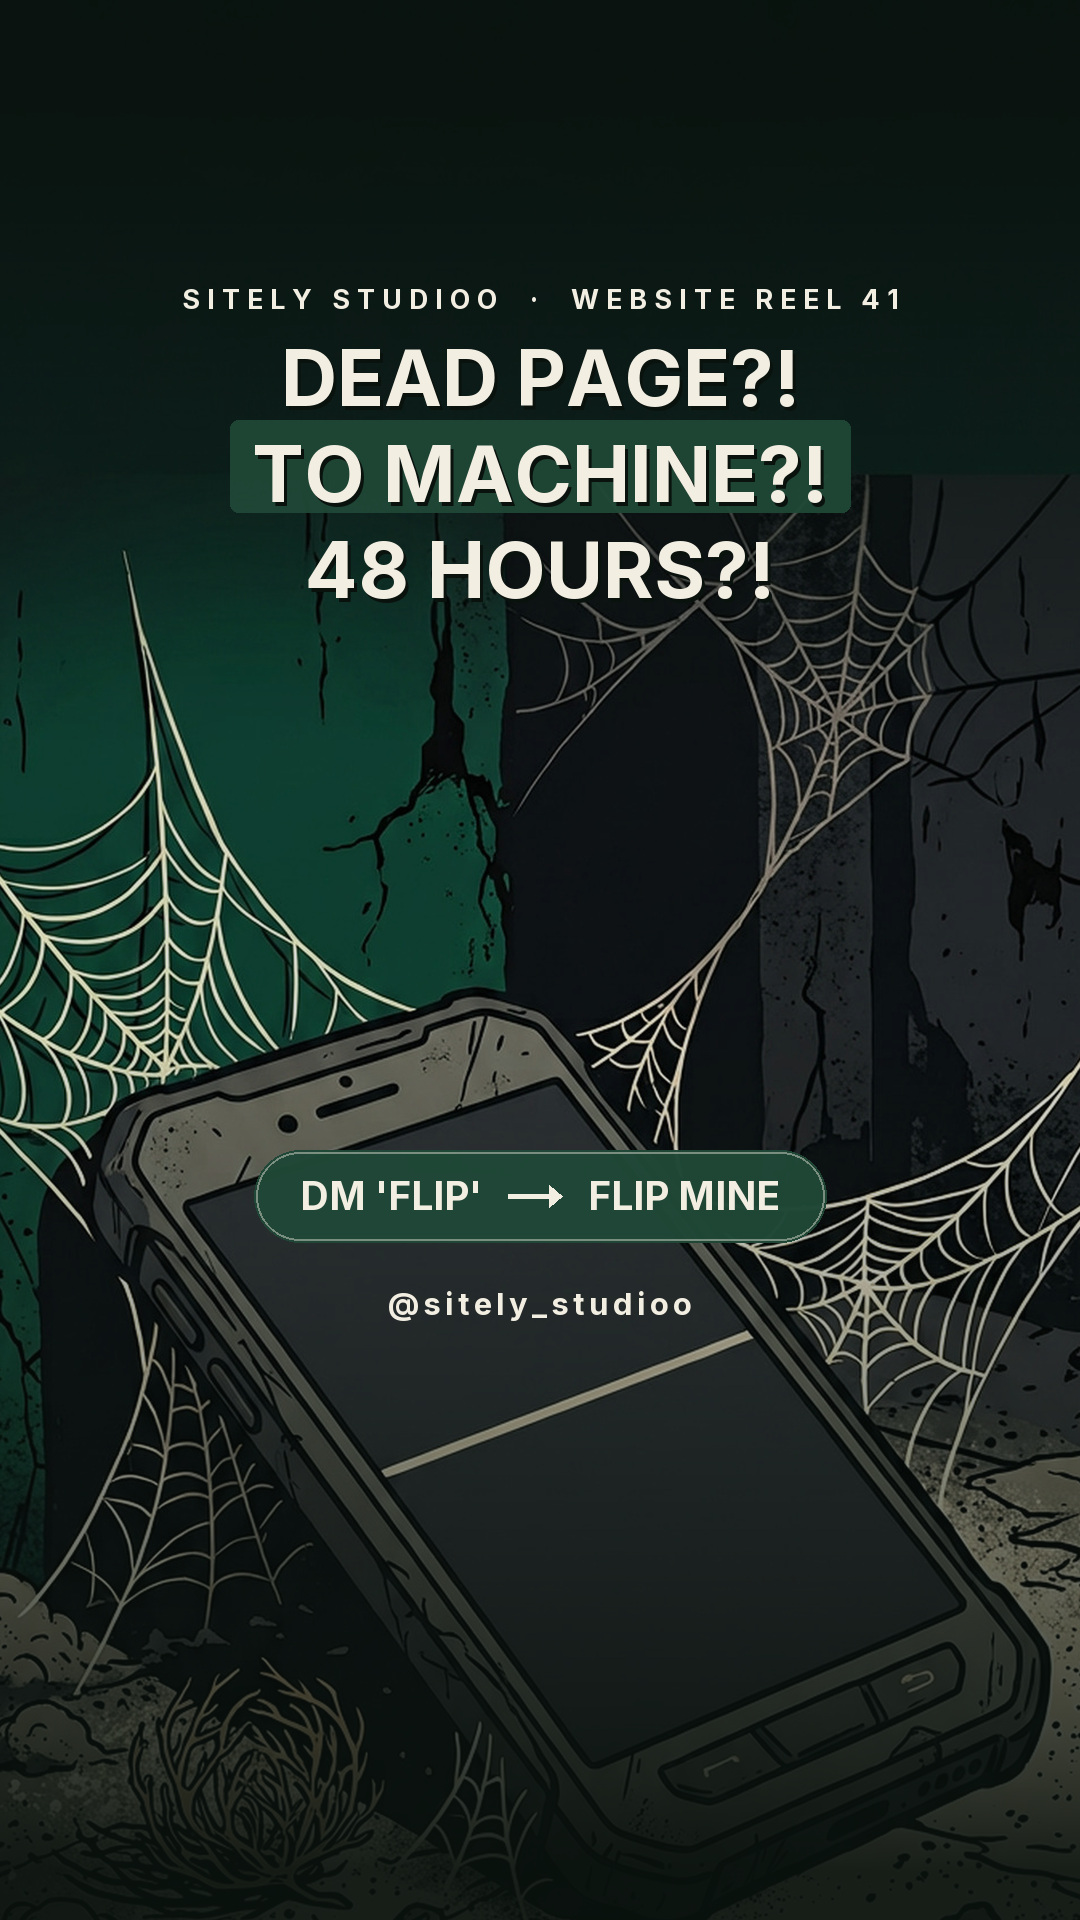 SITELY STUDIOO · WEBSITE REEL 41
DEAD PAGE?!
TO MACHINE?!
48 HOURS?!
DM 'FLIP' → FLIP MINE
@sitely_studioo